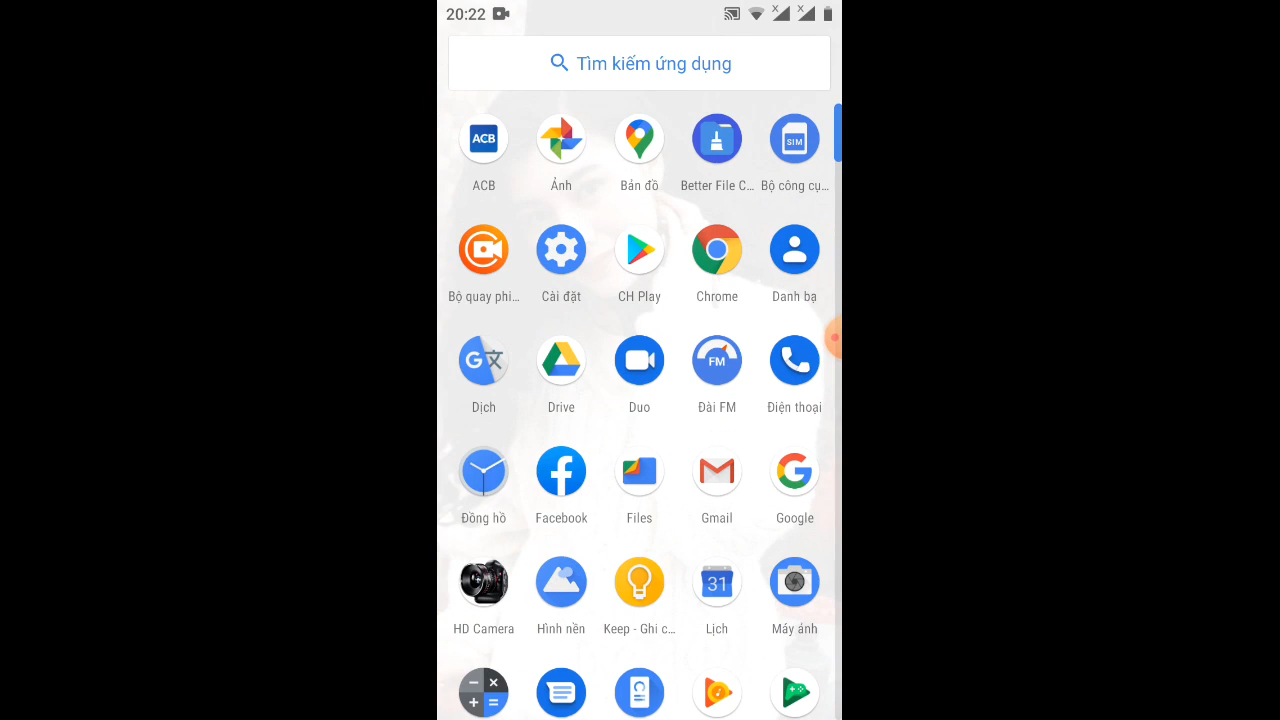 20:22
Tìm kiếm ứng dụng
ACB
SIM
ACB
Ảnh
Bản đồ
Better File C...
Bộ công cụ...
Bộ quay phi...
Cài đặt
CH Play
Chrome
Danh bạ
G文
FM
Dịch
Drive
Duo
Đài FM
Điện thoại
Đồng hồ
Facebook
Files
Gmail
Google
31
HD Camera
Hình nền
Keep - Ghi c...
Lịch
Máy ảnh